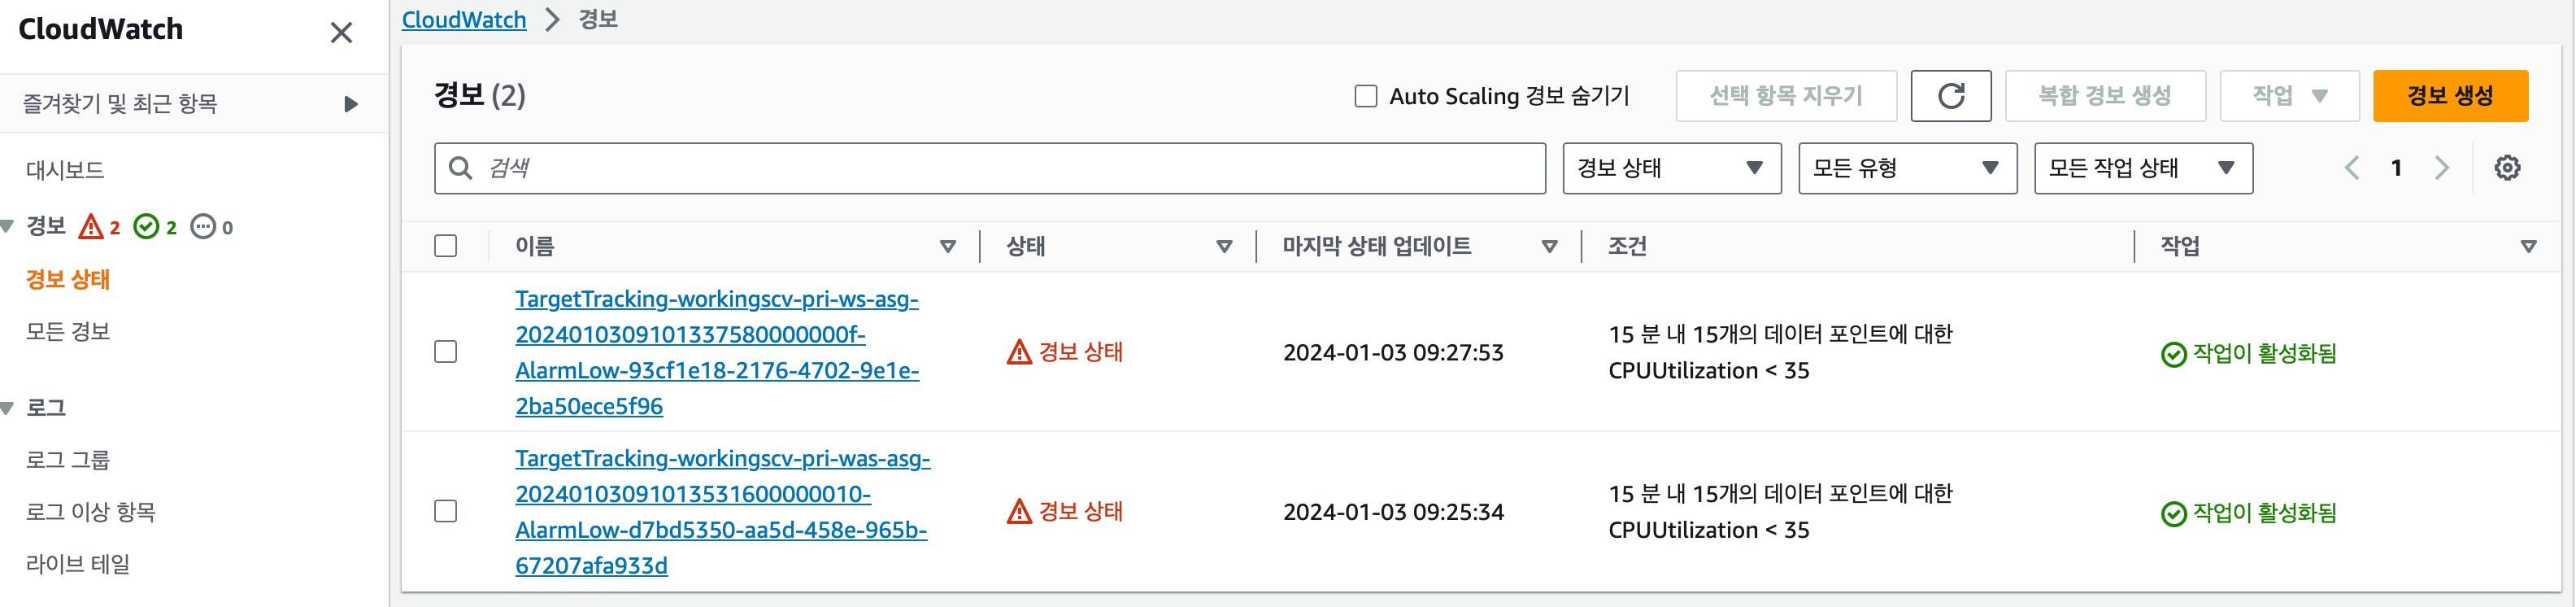 CloudWatch
즐겨찾기 및 최근 항목
대시보드
경보 2 2 0
경보 상태
모든 경보
로그
로그 그룹
로그 이상 항목
라이브 테일
CloudWatch > 경보
경보 (2)
Auto Scaling 경보 숨기기
선택 항목 지우기
복합 경보 생성
작업
경보 생성
검색
경보 상태
모든 유형
모든 작업 상태
1
이름 상태 마지막 상태 업데이트 조건 작업
TargetTracking-workingscv-pri-ws-asg-
20240103091013375800000000f-
AlarmLow-93cf1e18-2176-4702-9e1e-
2ba50ece5f96
경보 상태
2024-01-03 09:27:53
15 분 내 15개의 데이터 포인트에 대한
CPUUtilization < 35
작업이 활성화됨
TargetTracking-workingscv-pri-was-asg-
20240103091013531600000010-
AlarmLow-d7bd5350-aa5d-458e-965b-
67207afa933d
경보 상태
2024-01-03 09:25:34
15 분 내 15개의 데이터 포인트에 대한
CPUUtilization < 35
작업이 활성화됨